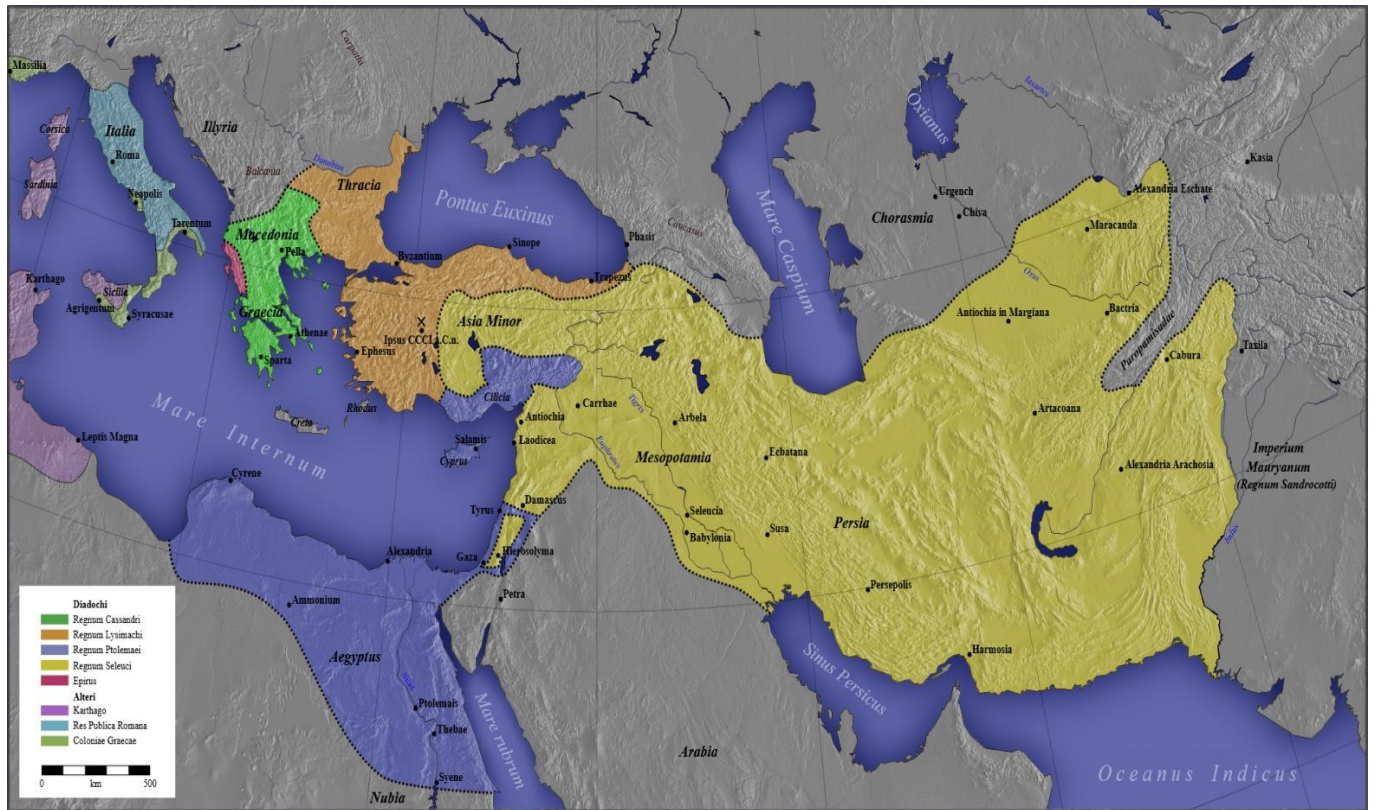 Massilia
Corsica
Sardinia
Italia
Roma
Neapolis
Tarentum
Illyria
Carpathi
Danubius
Balcania
Thracia
Macedonia
Pella
Byzantium
Pontus Euxinus
Sinope
Trapezus
Phasis
Caucasus
Mare Caspium
Oxianus
Iaxartes
Urgench
Chiva
Chorasmia
Alexandria Eschate
Kasia
Maracanda
Oxus
Antiochia in Margiana
Bactria
Paropamisadae
Cabura
Taxila
Karthago
Sicilia
Agrigentum
Syracusae
Graecia
Athenae
Sparta
X
Ipsus CCCI a.C.n.
Ephesus
Asia Minor
Cilicia
Rhodus
Creta
Mare Internum
Leptis Magna
Cyrene
Salamis
Cyprus
Antiochia
Laodicea
Carrhae
Tigris
Euphrates
Arbela
Mesopotamia
Ecbatana
Artacoana
Alexandria Arachosia
Imperium
Mauryanum
(Regnum Sandrocotti)
Indus
Damascus
Tyrus
Seleucia
Babylonia
Susa
Persia
Persepolis
Harmosia
Gaza
Hierosolyma
Petra
Alexandria
Ammonium
Aegyptus
Nilus
Ptolemais
Thebae
Syene
Nubia
Mare rubrum
Arabia
Sinus Persicus
Oceanus Indicus
Diadochi
Regnum Cassandri
Regnum Lysimachi
Regnum Ptolemaei
Regnum Seleuci
Epirus
Alteri
Karthago
Res Publica Romana
Coloniae Graecae
0 km 500